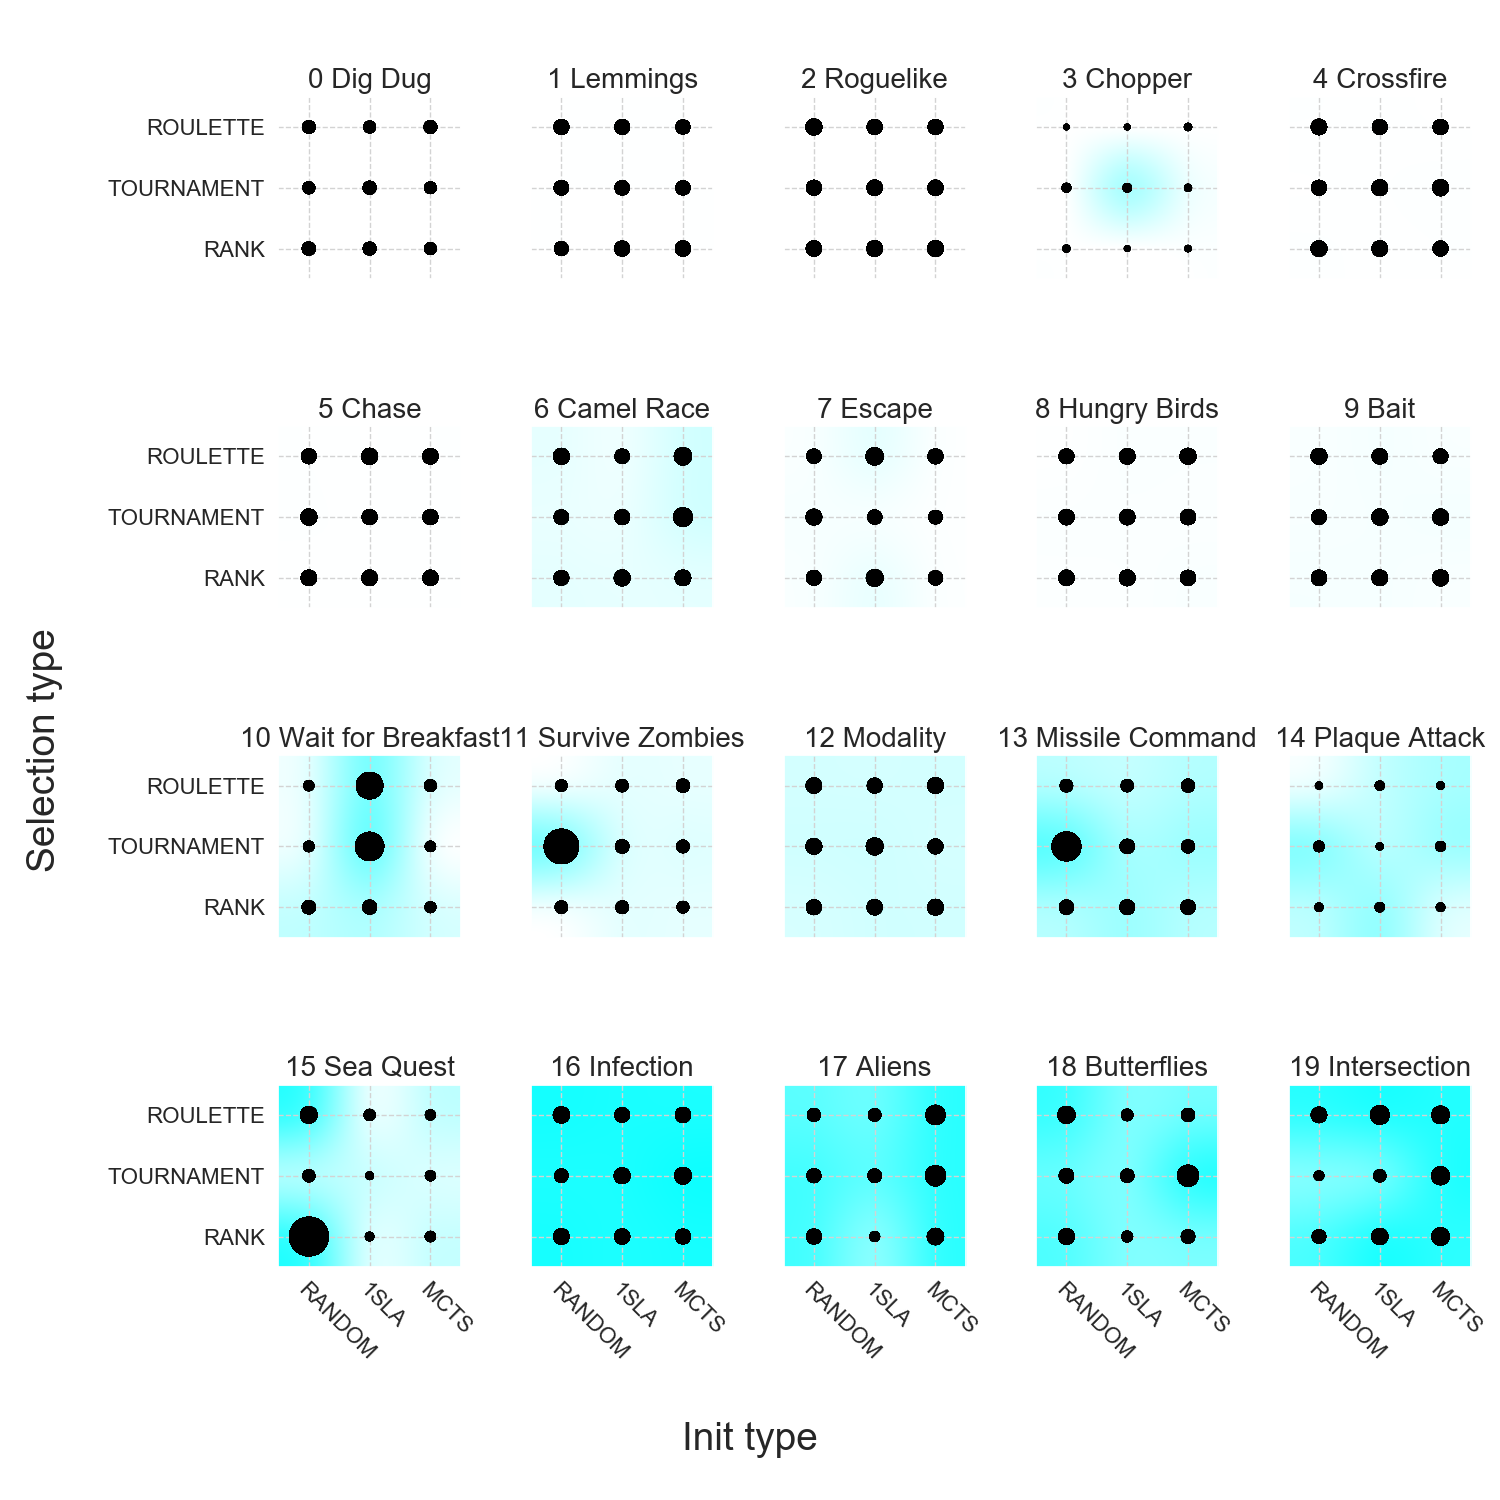 0 Dig Dug
1 Lemmings
2 Roguelike
3 Chopper
4 Crossfire
ROULETTE
TOURNAMENT
RANK
5 Chase
6 Camel Race
7 Escape
8 Hungry Birds
9 Bait
ROULETTE
TOURNAMENT
RANK
Selection type
10 Wait for Breakfast
11 Survive Zombies
12 Modality
13 Missile Command
14 Plaque Attack
ROULETTE
TOURNAMENT
RANK
15 Sea Quest
16 Infection
17 Aliens
18 Butterflies
19 Intersection
ROULETTE
TOURNAMENT
RANK
RANDOM
1SLA
MCTS
RANDOM
1SLA
MCTS
RANDOM
1SLA
MCTS
RANDOM
1SLA
MCTS
RANDOM
1SLA
MCTS
Init type